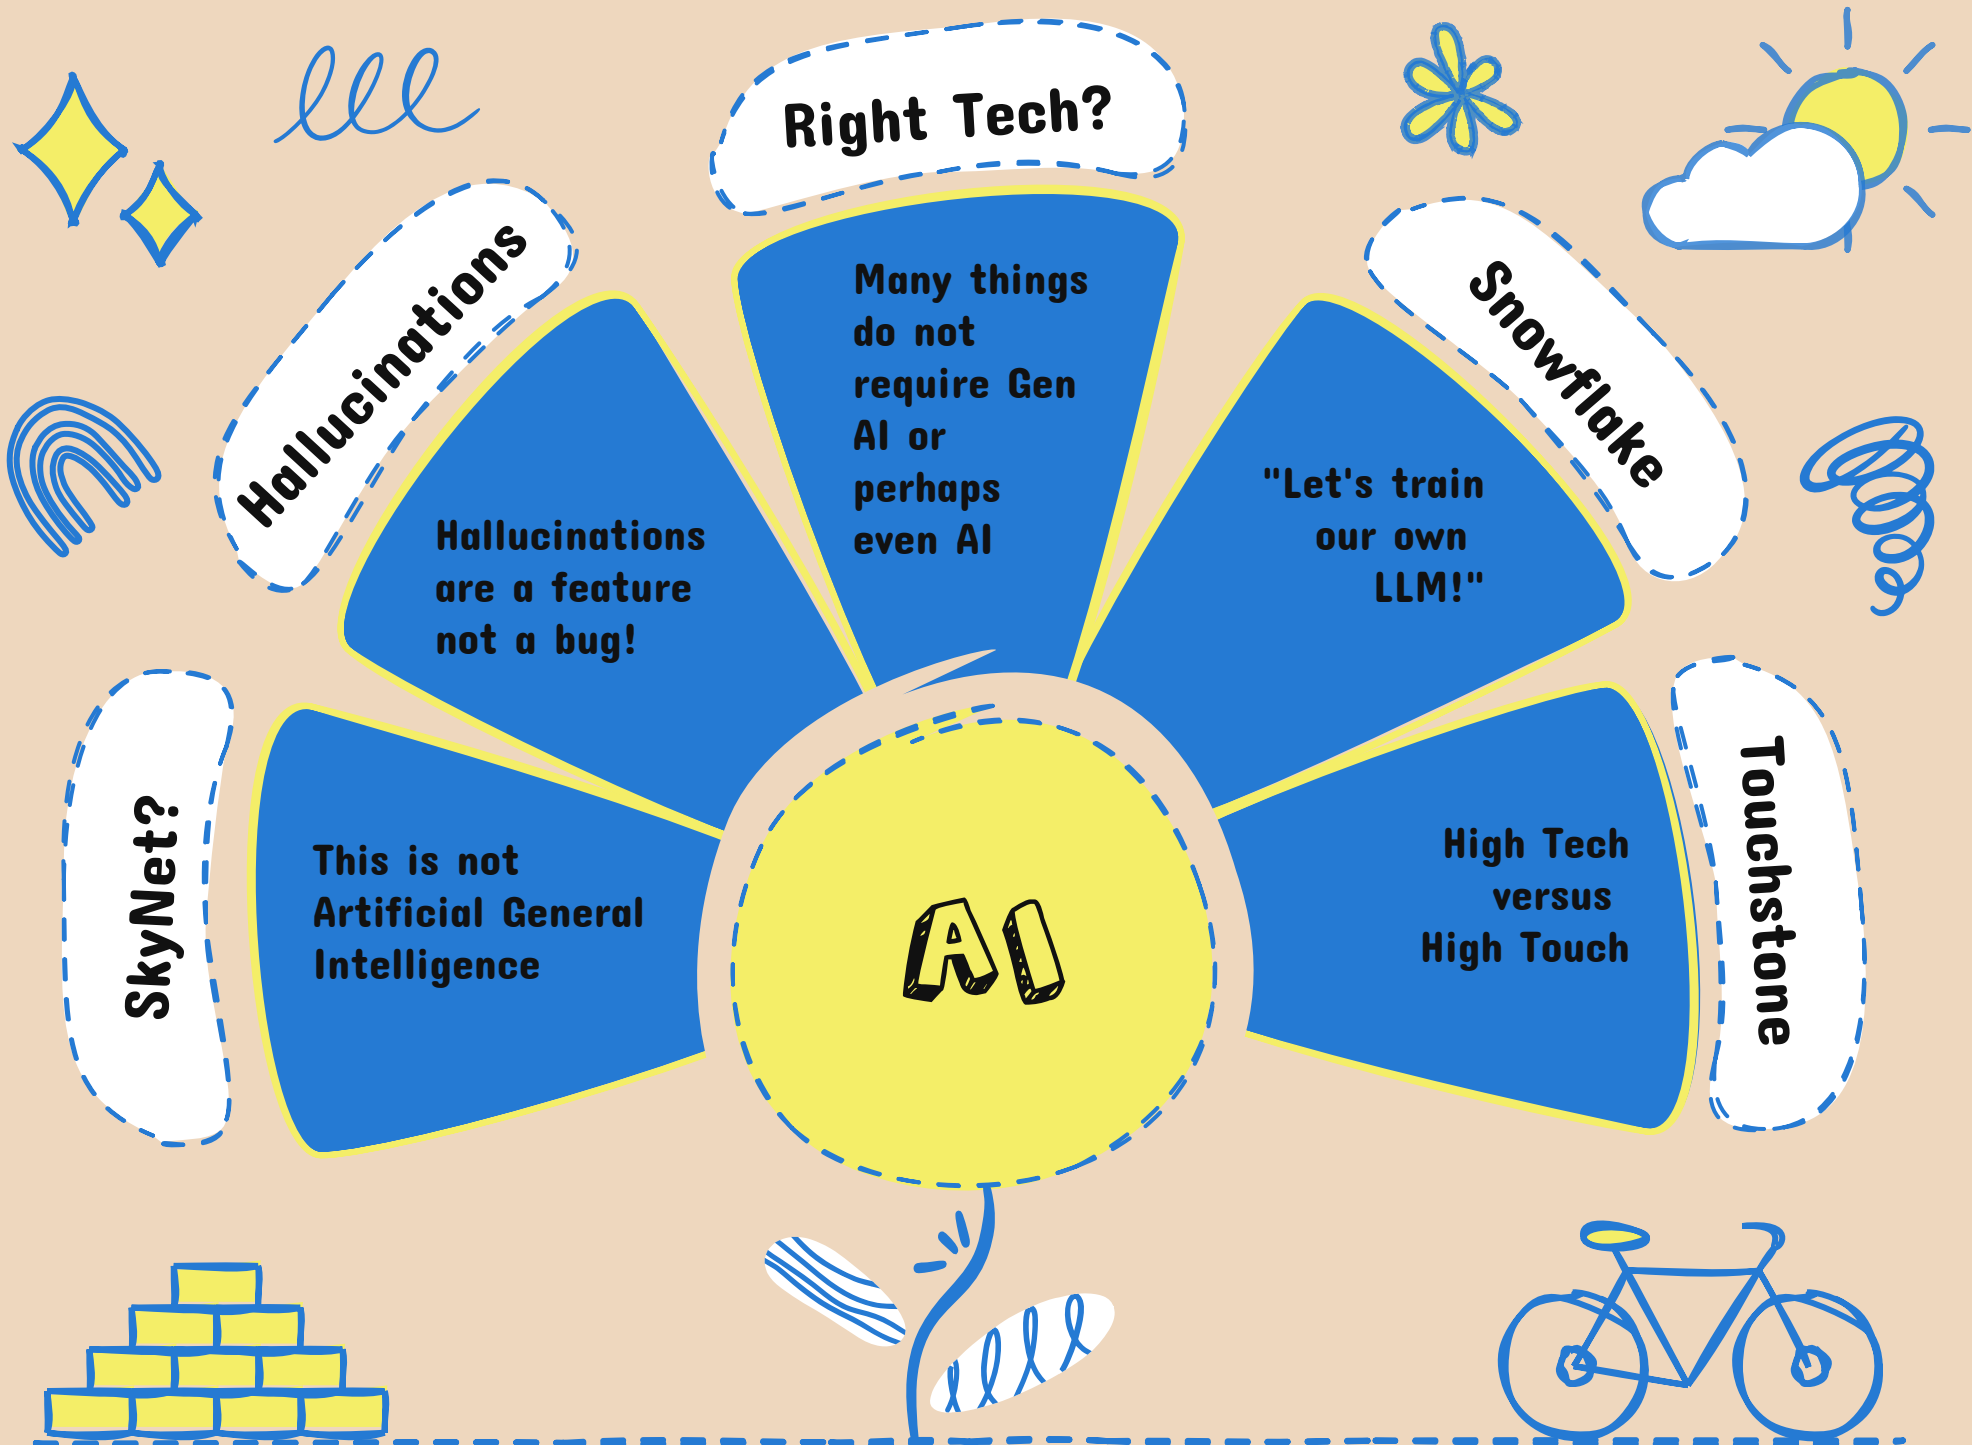 Right Tech?
Many things
do not
require Gen
AI or
perhaps
even AI
Hallucinations
Hallucinations
are a feature
not a bug!
Snowflake
"Let's train
our own
LLM!"
SkyNet?
This is not
Artificial General
Intelligence
Touchstone
High Tech
versus
High Touch
AI